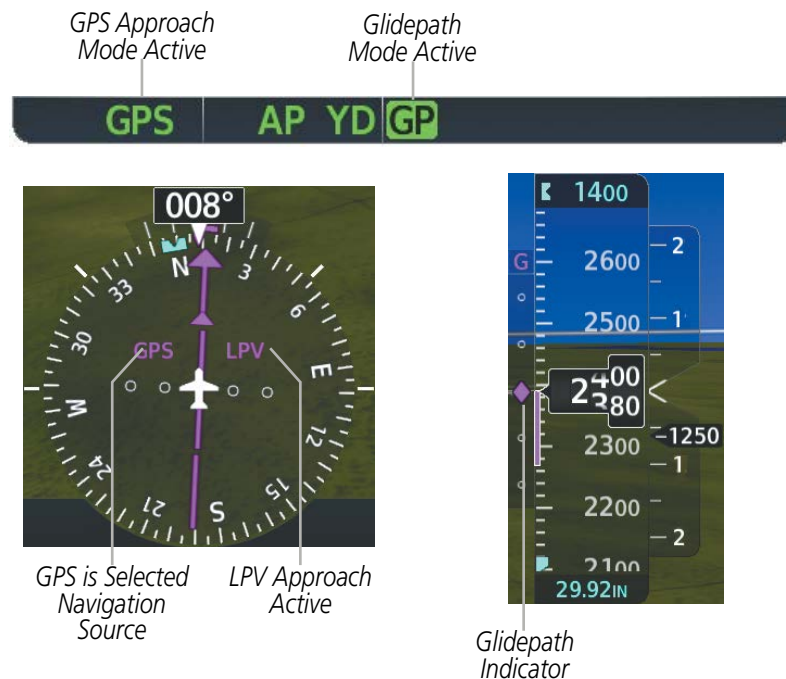 GPS Approach
Mode Active
Glidepath
Mode Active
GPS AP YD GP
008°
N
3
6
E
12
15
S
21
24
W
30
33
GPS LPV
GPS is Selected
Navigation
Source
LPV Approach
Active
1400
G
2600
2500
2300
2200
2100
2
1
-1250
1
2
29.92IN
Glidepath
Indicator